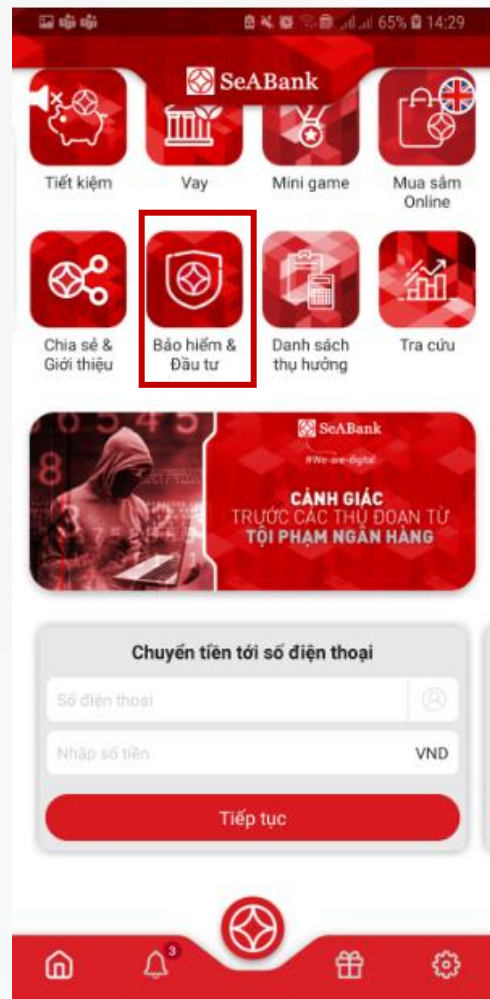 65% 14:29
SeABank
Tiết kiệm
Vay
Mini game
Mua sắm
Online
Chia sẻ &
Giới thiệu
Bảo hiểm &
Đầu tư
Danh sách
thụ hưởng
Tra cứu
SeABank
#We-are-digital
CẢNH GIÁC
TRƯỚC CÁC THỦ ĐOẠN TỪ
TỘI PHẠM NGÂN HÀNG
Chuyển tiền tới số điện thoại
Số điện thoại
Nhập số tiền
VND
Tiếp tục
3